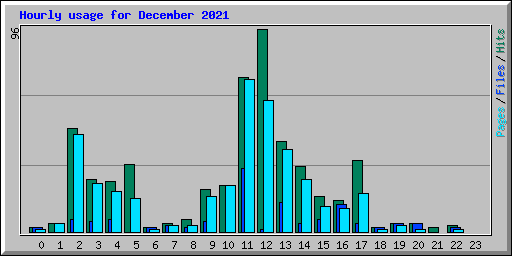 Hourly usage for December 2021
96
Pages/Files/Hits
0 1 2 3 4 5 6 7 8 9 10 11 12 13 14 15 16 17 18 19 20 21 22 23